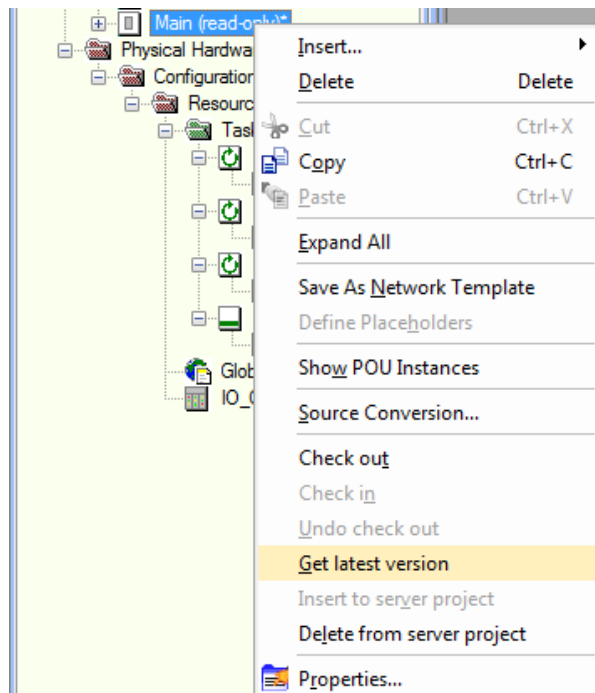 Main (read-only)*
Physical Hardwa
Configuration
Resourc
Tas
Glob
IO_
Insert...
Delete Delete
Cut Ctrl+X
Copy Ctrl+C
Paste Ctrl+V
Expand All
Save As Network Template
Define Placeholders
Show POU Instances
Source Conversion...
Check out
Check in
Undo check out
Get latest version
Insert to server project
Delete from server project
Properties...